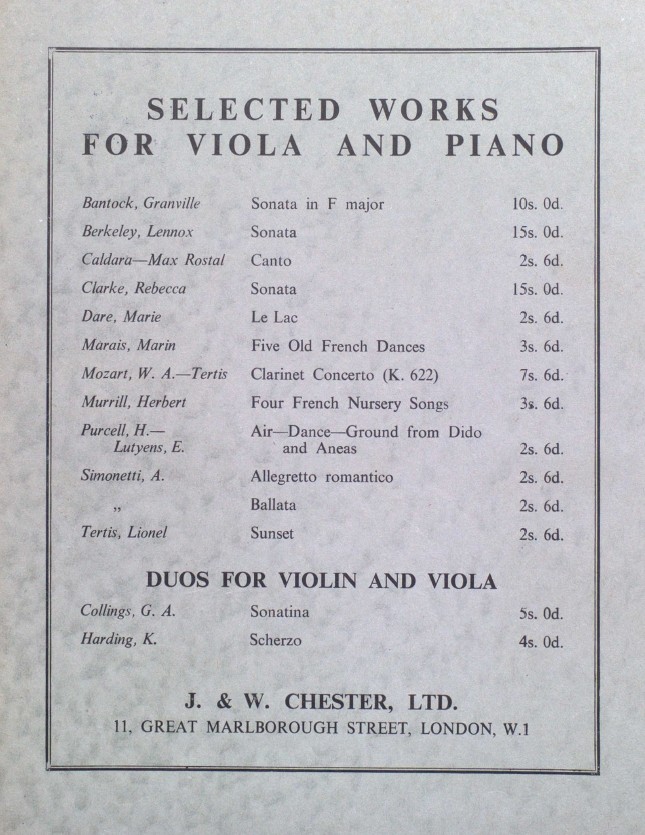 SELECTED WORKS
FOR VIOLA AND PIANO
Bantock, Granville Sonata in F major 10s. 0d.
Berkeley, Lennox Sonata 15s. 0d.
Caldara—Max Rostal Canto 2s. 6d.
Clarke, Rebecca Sonata 15s. 0d.
Dare, Marie Le Lac 2s. 6d.
Marais, Marin Five Old French Dances 3s. 6d.
Mozart, W. A.—Tertis Clarinet Concerto (K. 622) 7s. 6d.
Murrill, Herbert Four French Nursery Songs 3s. 6d.
Purcell, H.— Air—Dance—Ground from Dido
Lutyens, E. and Aneas 2s. 6d.
Simonetti, A. Allegretto romantico 2s. 6d.
„ Ballata 2s. 6d.
Tertis, Lionel Sunset 2s. 6d.
DUOS FOR VIOLIN AND VIOLA
Collings, G. A. Sonatina 5s. 0d.
Harding, K. Scherzo 4s. 0d.
J. & W. CHESTER, LTD.
11, GREAT MARLBOROUGH STREET, LONDON, W.1